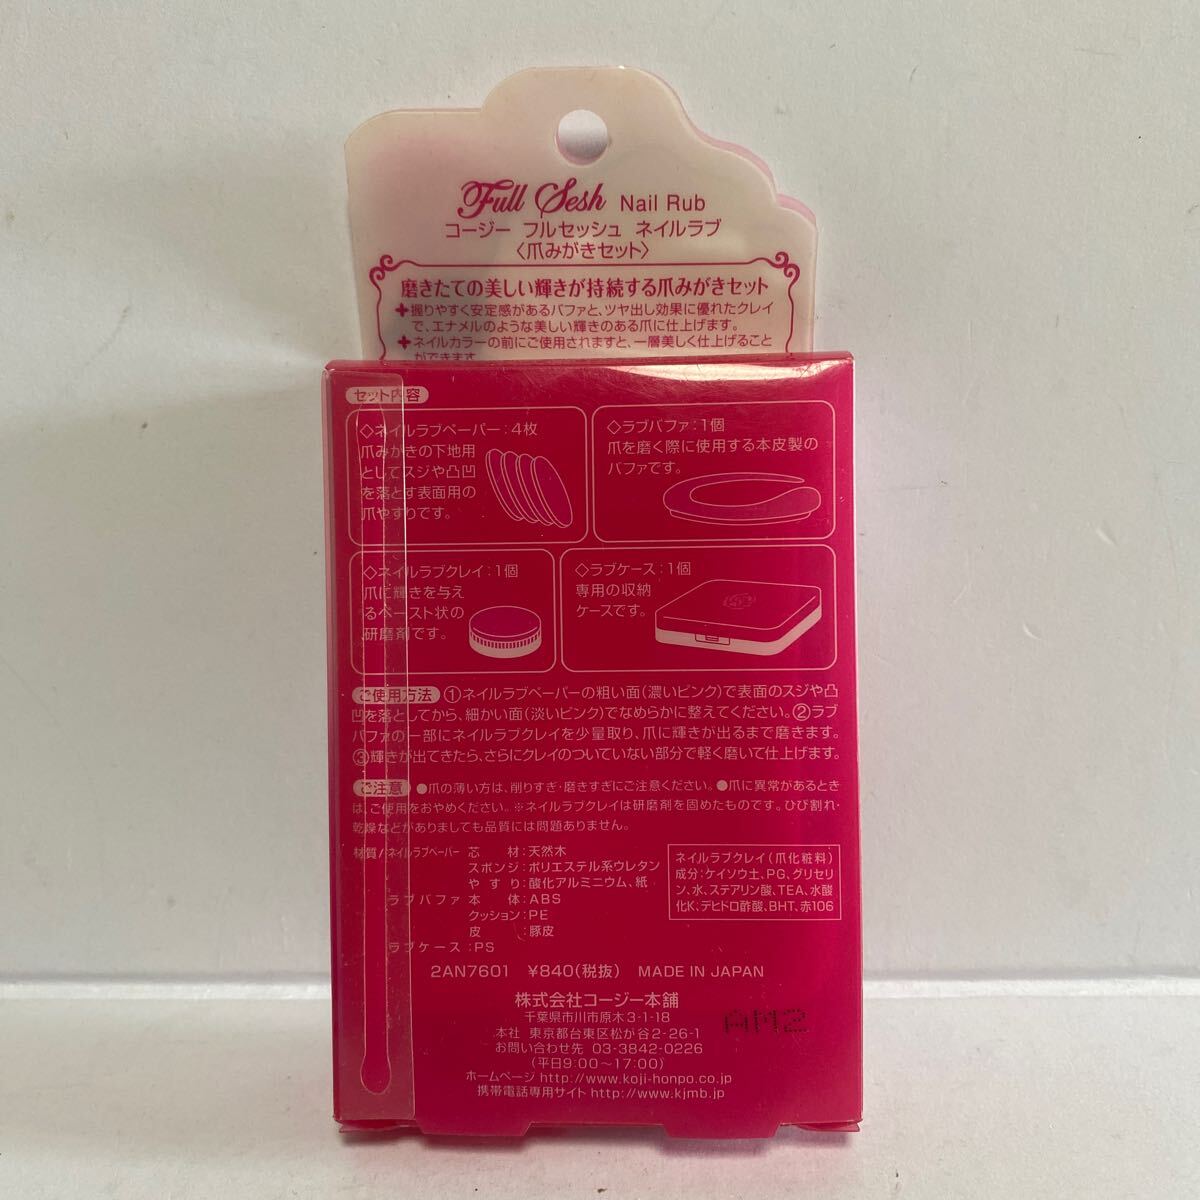 Full Sesh Nail Rub
コージー フルセッシュ ネイルラブ
〈爪みがきセット〉
磨きたての美しい輝きが持続する爪みがきセット
✚握りやすく安定感があるバファと、ツヤ出し効果に優れたクレイ
で、エナメルのような美しい輝きのある爪に仕上げます。
✚ネイルカラーの前にご使用されますと、一層美しく仕上げること
ができます
セット内容
◇ネイルラブペーパー：4枚
爪みがきの下地用
としてスジや凸凹
を落とす表面用の
爪やすりです。
◇ラブバファ：1個
爪を磨く際に使用する本皮製の
バファです。
◇ネイルラブクレイ：1個
爪に輝きを与え
るペースト状の
研磨剤です。
◇ラブケース：1個
専用の収納
ケースです。
ご使用方法 ①ネイルラブペーパーの粗い面(濃いピンク)で表面のスジや凸
凹を落としてから、細かい面(淡いピンク)でなめらかに整えてください。②ラブ
バファの一部にネイルラブクレイを少量取り、爪に輝きが出るまで磨きます。
③輝きが出てきたら、さらにクレイのついていない部分で軽く磨いて仕上げます。
ご注意 ●爪の薄い方は、削りすぎ・磨きすぎにご注意ください。●爪に異常があるとき
は、ご使用をおやめください。※ネイルラブクレイは研磨剤を固めたものです。ひび割れ・
乾燥などがありましても品質には問題ありません。
材質/ネイルラブペーパー 芯材：天然木
スポンジ：ポリエステル系ウレタン
やすり：酸化アルミニウム、紙
ラブバファ 本体：ABS
クッション：PE
皮：豚皮
ラブケース：PS
ネイルラブクレイ(爪化粧料)
成分：ケイソウ土、PG、グリセリ
ン、水、ステアリン酸、TEA、水酸
化K、デヒドロ酢酸、BHT、赤106
2AN7601 ¥840(税抜) MADE IN JAPAN
株式会社コージー本舗
千葉県市川市原木3-1-18
本社 東京都台東区松が谷2-26-1
お問い合わせ先 03-3842-0226
(平日9:00〜17:00)
ホームページ http://www.koji-honpo.co.jp
携帯電話専用サイト http://www.kjmb.jp
AM2